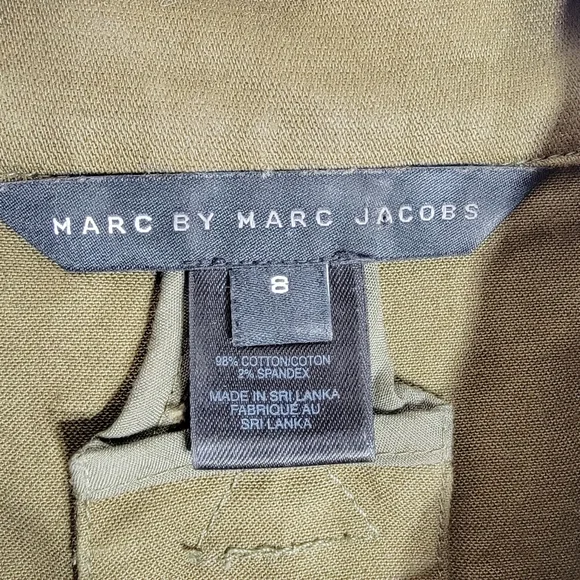 MARC BY MARC JACOBS
8
98% COTTON/COTON
2% SPANDEX
MADE IN SRI LANKA
FABRIQUE AU
SRI LANKA